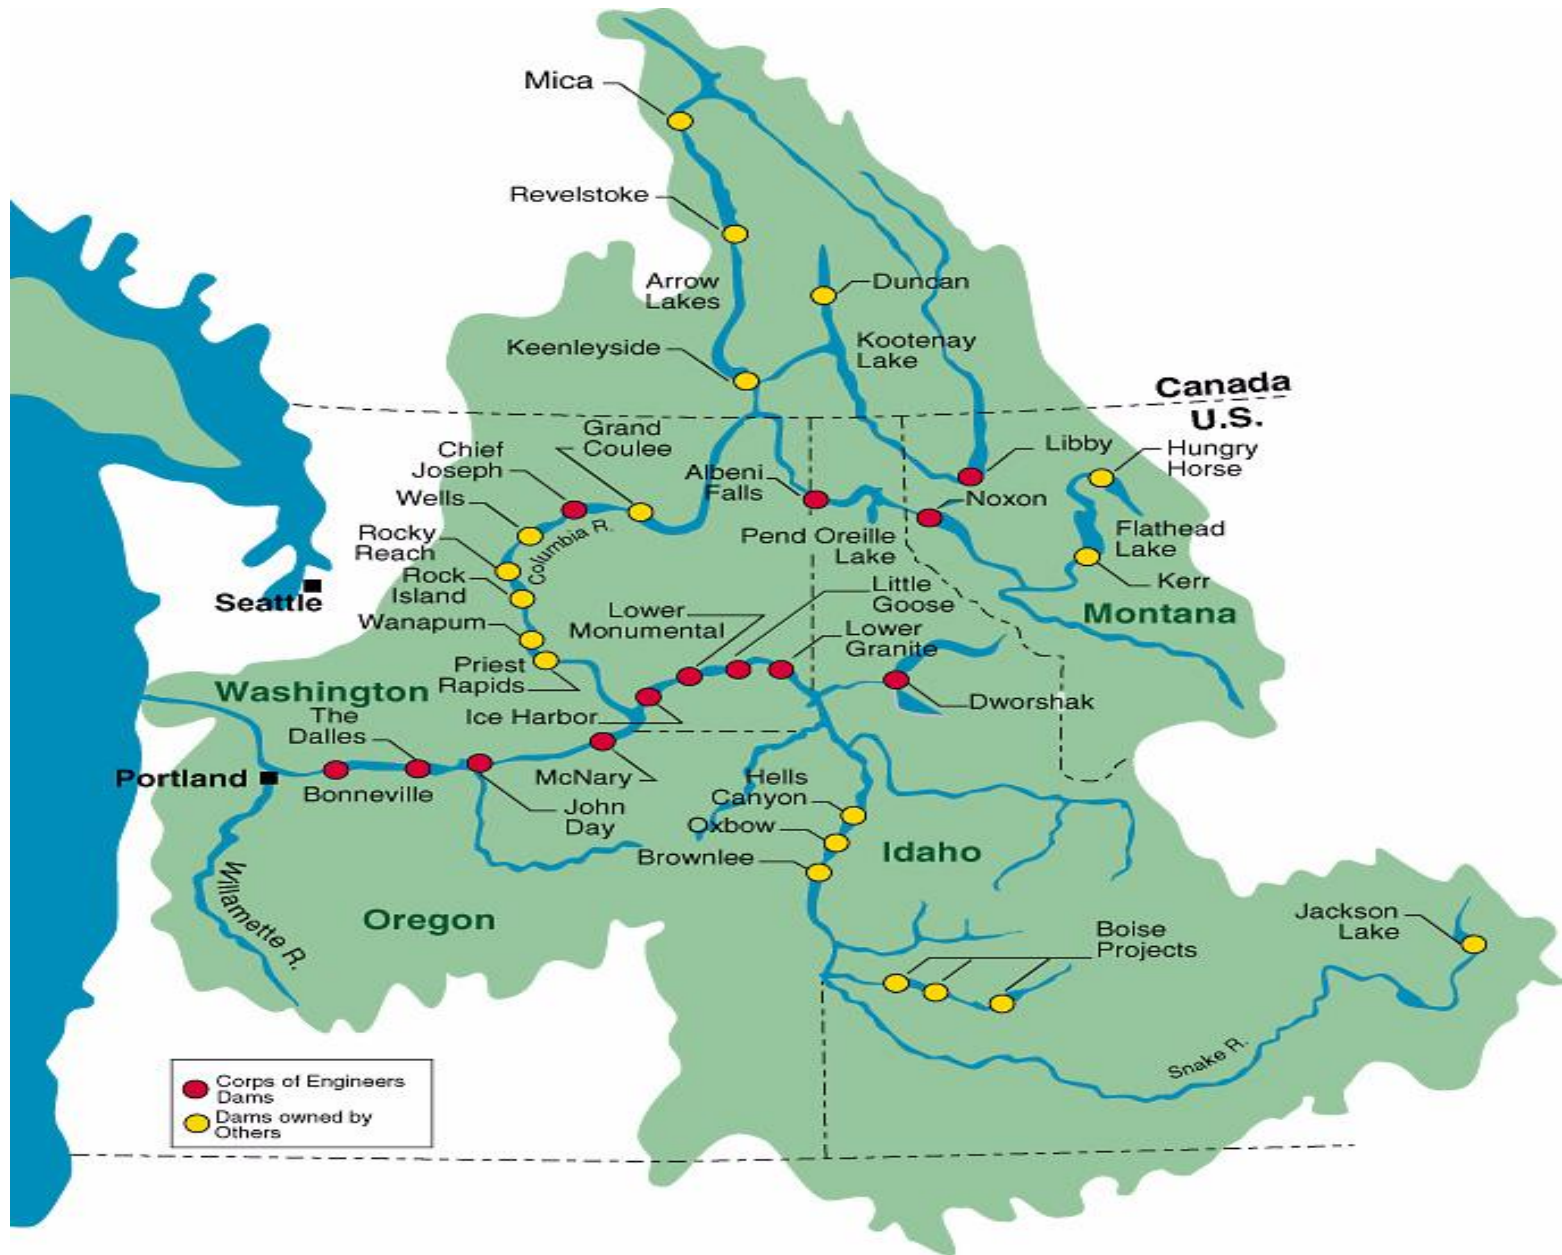 Mica
Revelstoke
Arrow
Lakes
Duncan
Kootenay
Lake
Keenleyside
Canada
U.S.
Grand
Coulee
Chief
Joseph
Libby
Hungry
Horse
Albeni
Falls
Wells
Noxon
Rocky
Reach
Columbia R.
Pend Oreille
Lake
Flathead
Lake
Rock
Island
Kerr
Little
Goose
Seattle
Lower
Monumental
Montana
Wanapum
Lower
Granite
Priest
Rapids
Washington
Ice Harbor
Dworshak
The
Dalles
Portland
Bonneville
McNary
John
Day
Hells
Canyon
Oxbow
Brownlee
Idaho
Willamette R.
Oregon
Boise
Projects
Jackson
Lake
Snake R.
Corps of Engineers
Dams
Dams owned by
Others